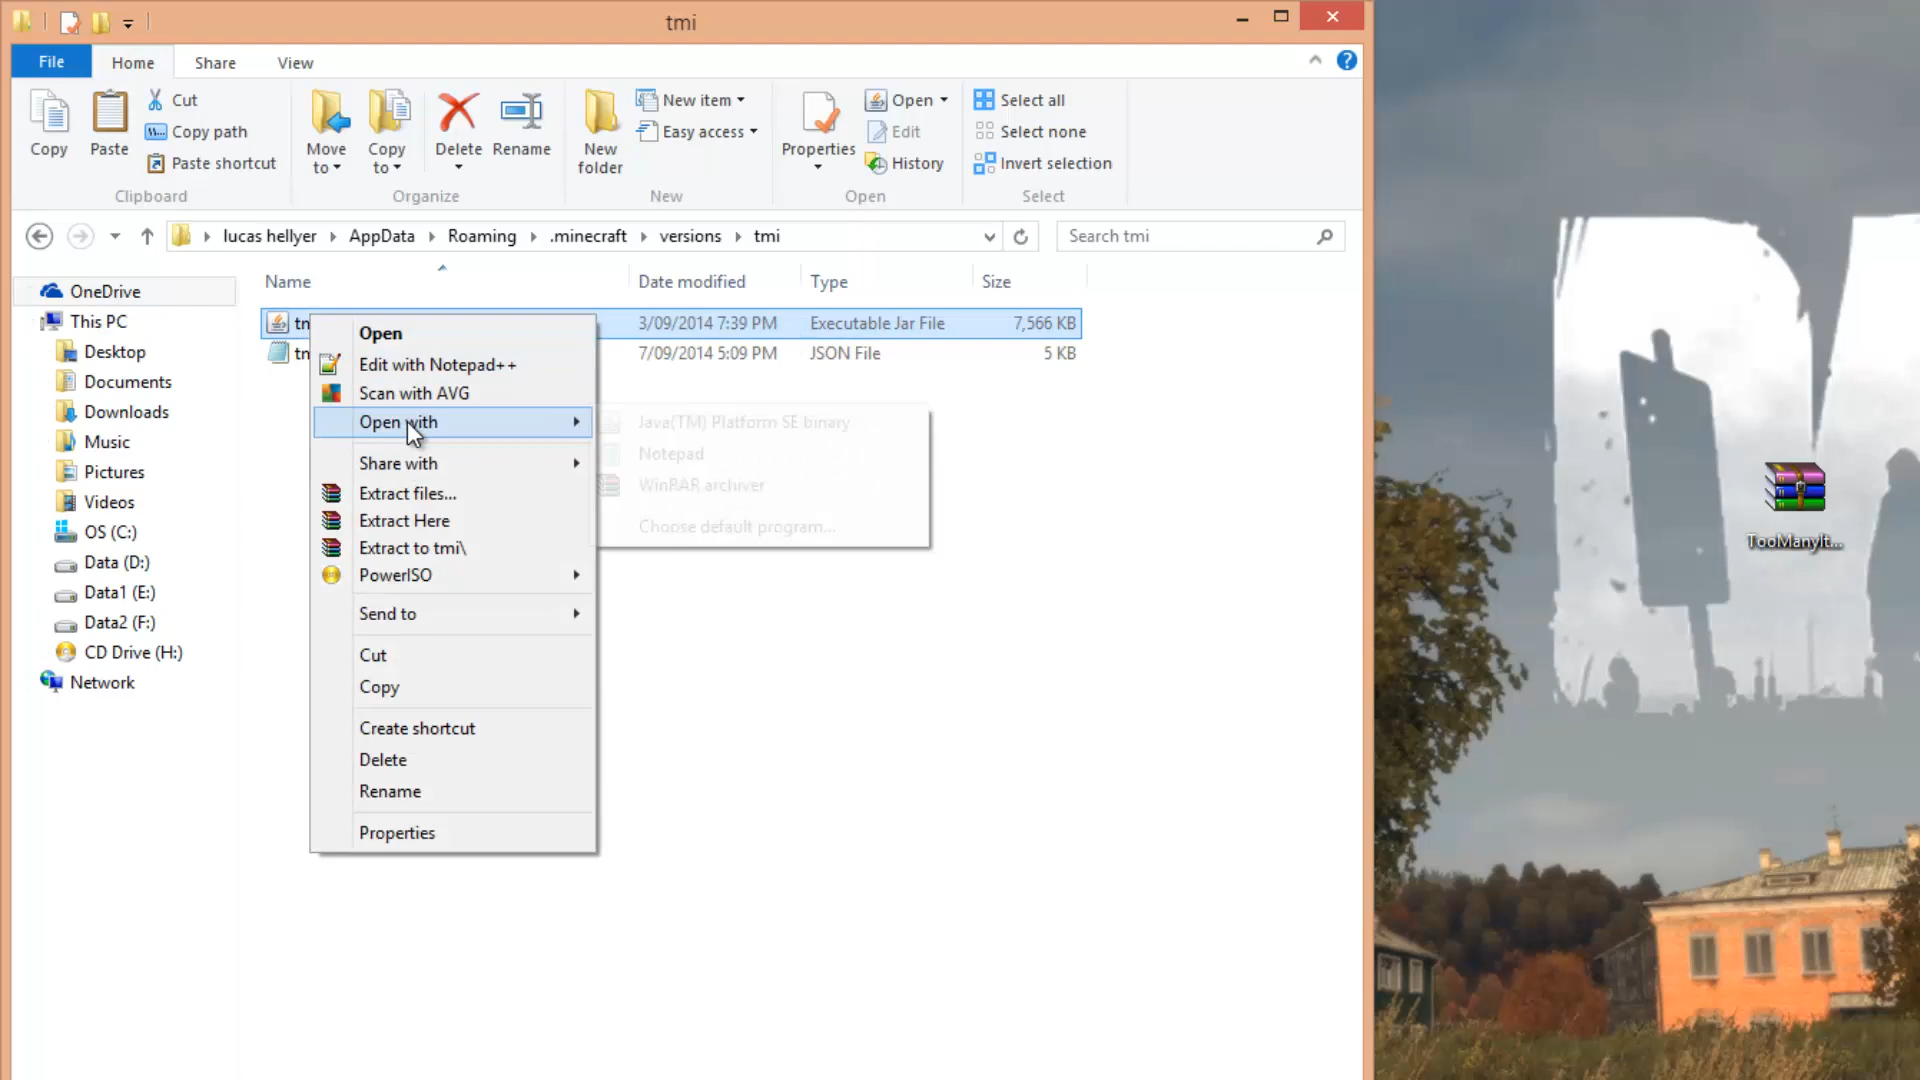 tmi
File Home Share View
Copy
Paste
Cut
Copy path
Paste shortcut
Clipboard
Move to
Copy to
Delete
Rename
Organize
New folder
New item
Easy access
New
Properties
Open
Edit
History
Open
Select all
Select none
Invert selection
Select
lucas hellyer AppData Roaming .minecraft versions tmi
Search tmi
OneDrive
This PC
Desktop
Documents
Downloads
Music
Pictures
Videos
OS (C:)
Data (D:)
Data1 (E:)
Data2 (F:)
CD Drive (H:)
Network
Name Date modified Type Size
3/09/2014 7:39 PM Executable Jar File 7,566 KB
7/09/2014 5:09 PM JSON File 5 KB
Open
Edit with Notepad++
Scan with AVG
Open with
Share with
Extract files...
Extract Here
Extract to tmi\
PowerISO
Send to
Cut
Copy
Create shortcut
Delete
Rename
Properties
Java(TM) Platform SE binary
Notepad
WinRAR archiver
Choose default program...
TooManyIt...